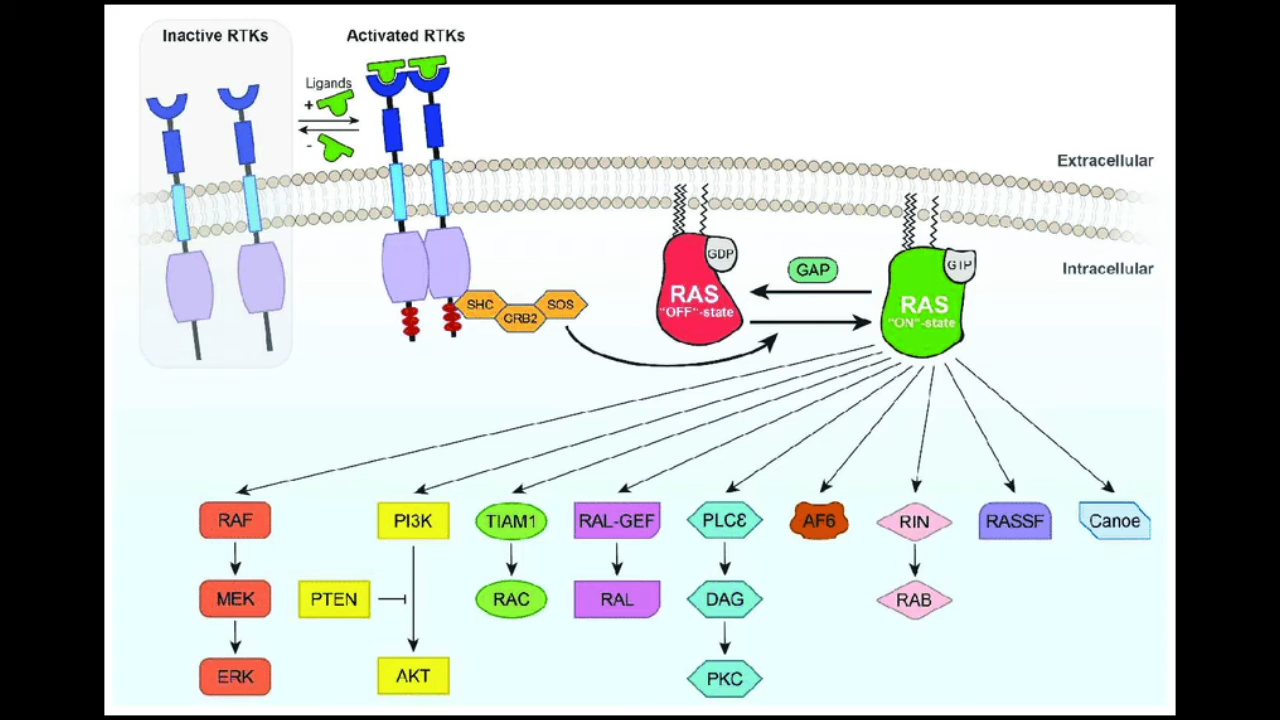 Inactive RTKs
Activated RTKs
Ligands
+
-
Extracellular
Intracellular
SHC
GRB2
SOS
GDP
RAS
"OFF"-state
GAP
GTP
RAS
"ON"-state
RAF
PI3K
TIAM1
RAL-GEF
PLCε
AF6
RIN
RASSF
Canoe
MEK
PTEN
RAC
RAL
DAG
RAB
ERK
AKT
PKC